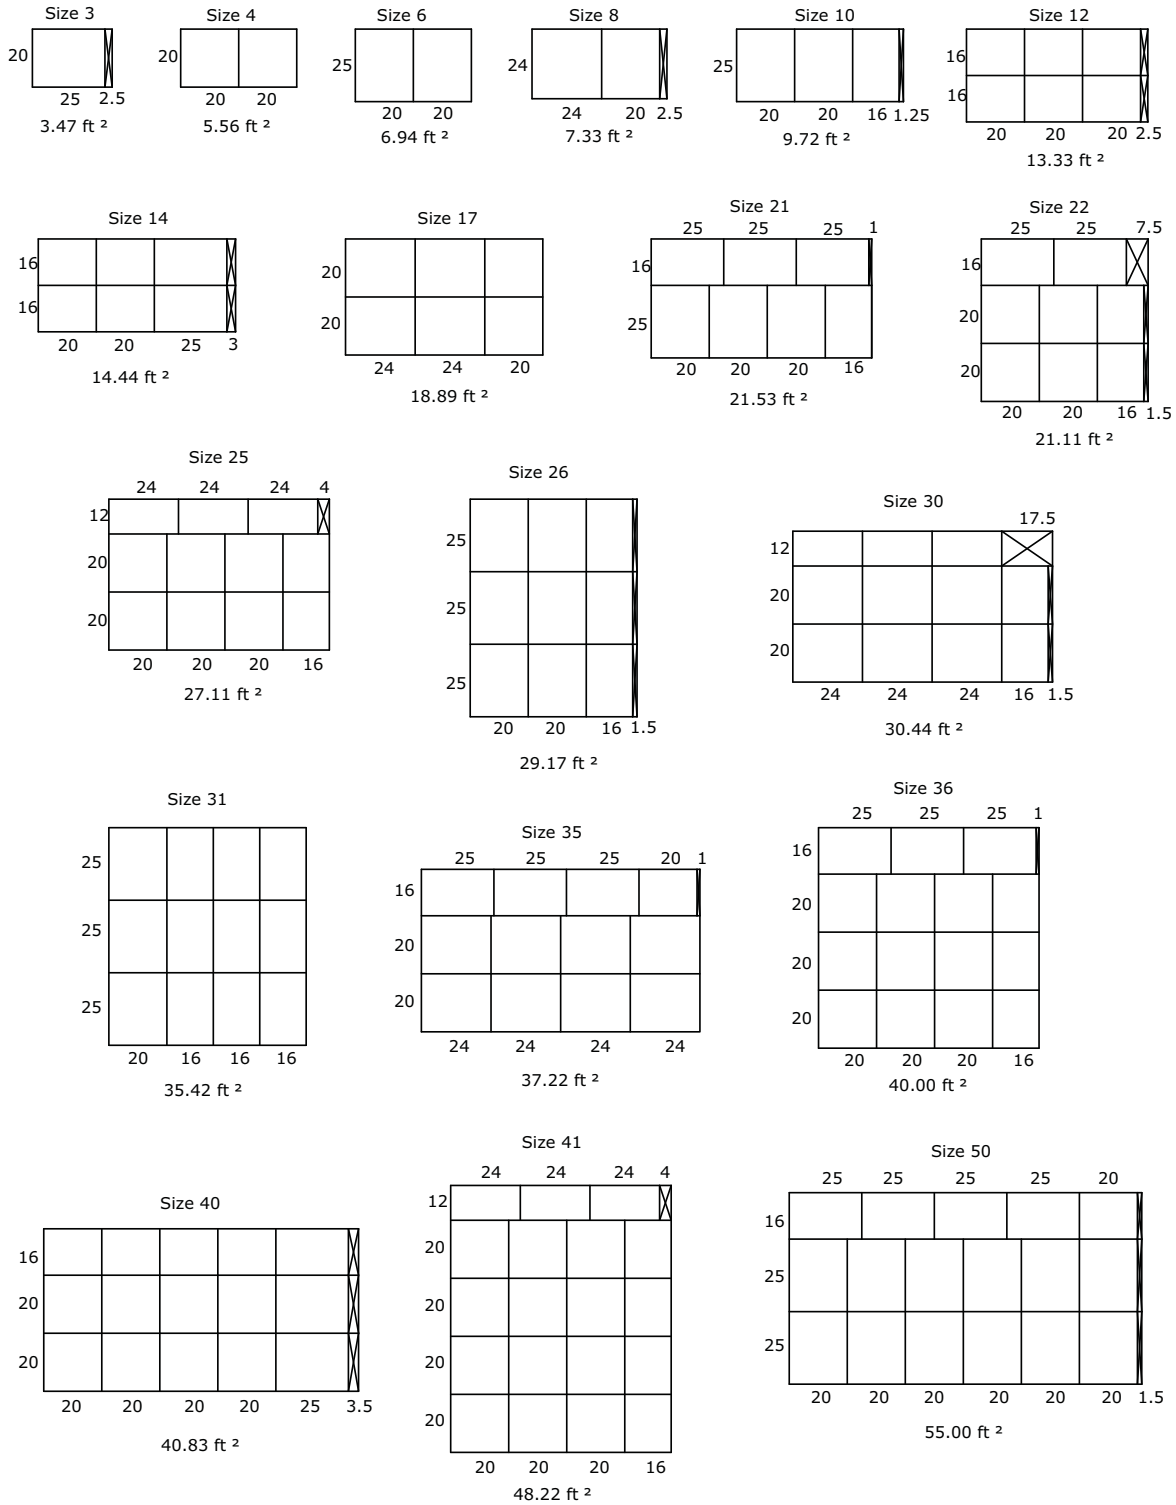 Size 3
20
25 2.5
3.47 ft ²
Size 4
20
20 20
5.56 ft ²
Size 6
25
20 20
6.94 ft ²
Size 8
24
24 20 2.5
7.33 ft ²
Size 10
25
20 20 16 1.25
9.72 ft ²
Size 12
16
16
20 20 20 2.5
13.33 ft ²
Size 14
16
16
20 20 25 3
14.44 ft ²
Size 17
20
20
24 24 20
18.89 ft ²
Size 21
25 25 25 1
16
25
20 20 20 16
21.53 ft ²
Size 22
25 25 7.5
16
20
20
20 20 16 1.5
21.11 ft ²
Size 25
24 24 24 4
12
20
20
20 20 20 16
27.11 ft ²
Size 26
25
25
25
20 20 16 1.5
29.17 ft ²
Size 30
17.5
12
20
20
24 24 24 16 1.5
30.44 ft ²
Size 31
25
25
25
20 16 16 16
35.42 ft ²
Size 35
25 25 25 20 1
16
20
20
24 24 24 24
37.22 ft ²
Size 36
25 25 25 1
16
20
20
20
20 20 20 16
40.00 ft ²
Size 40
16
20
20
20 20 20 20 25 3.5
40.83 ft ²
Size 41
24 24 24 4
12
20
20
20
20
20 20 20 16
48.22 ft ²
Size 50
25 25 25 25 20
16
25
25
20 20 20 20 20 20 1.5
55.00 ft ²